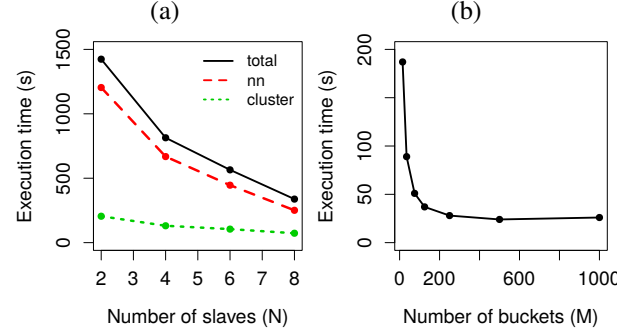 (a)
1500
1000
500
0
Execution time (s)
total
nn
cluster
2 3 4 5 6 7 8
Number of slaves (N)
(b)
200
150
100
50
0
Execution time (s)
0 200 600 1000
Number of buckets (M)